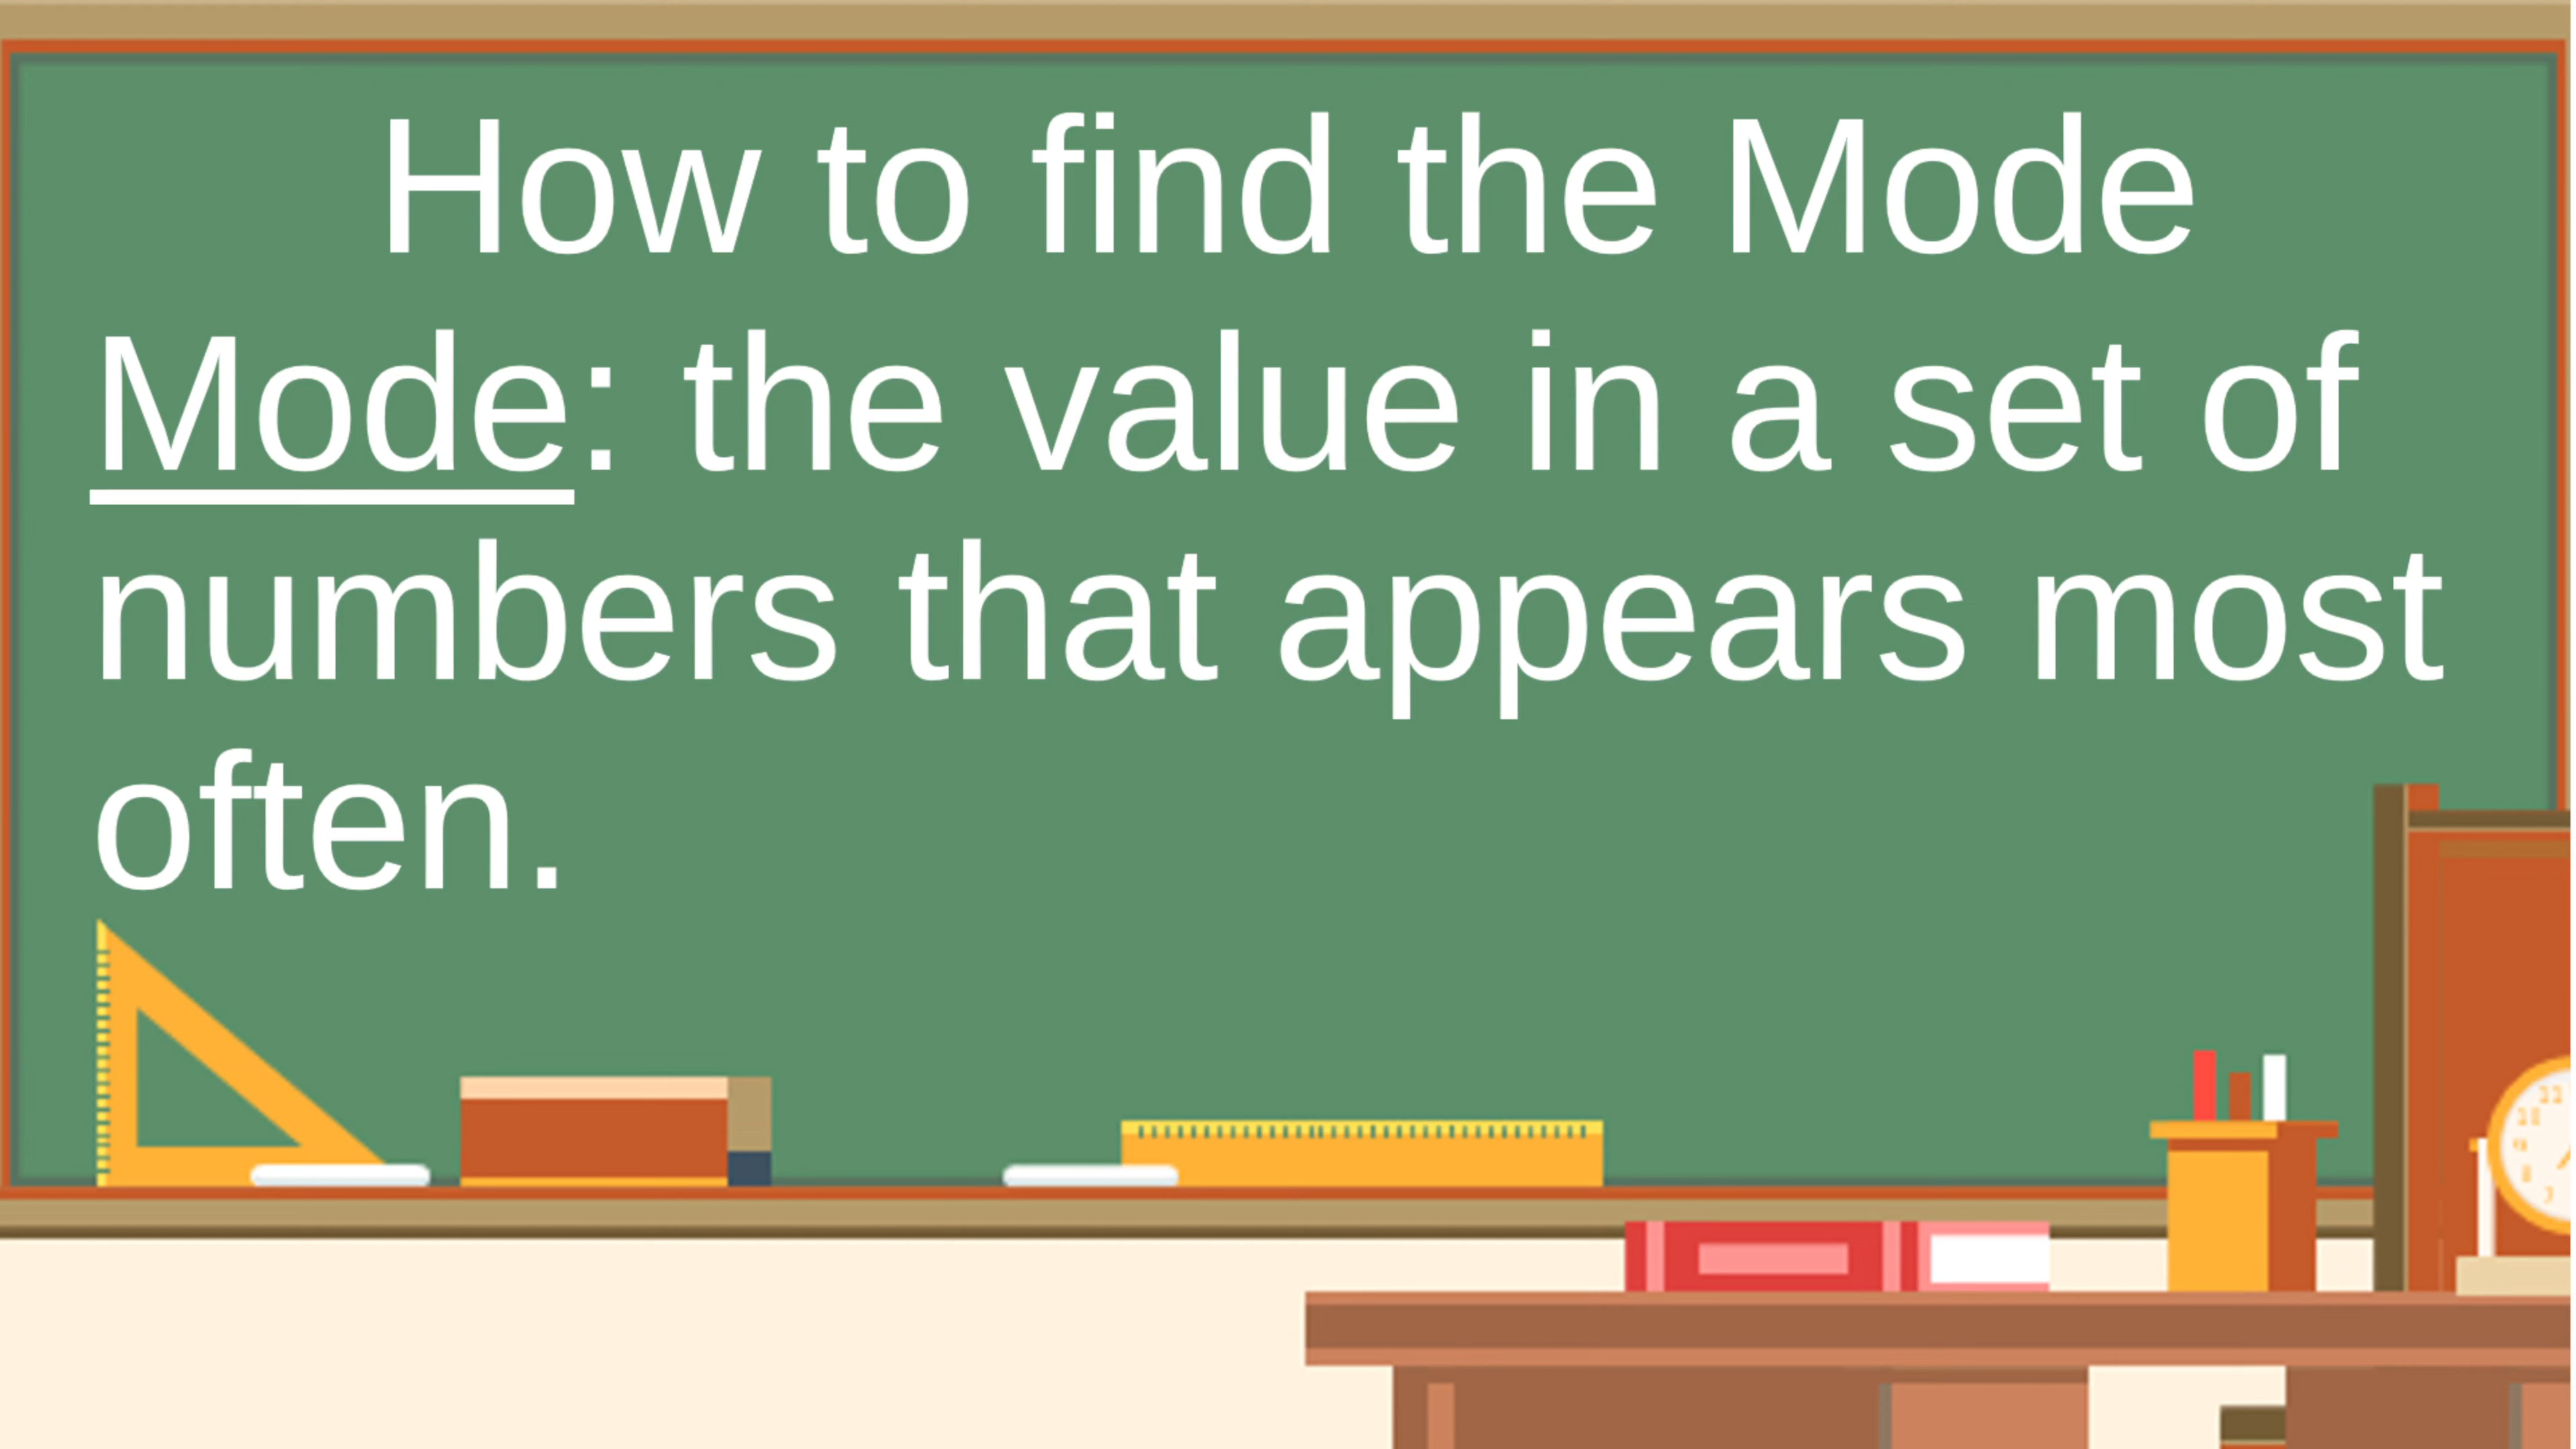 How to find the Mode
Mode: the value in a set of
numbers that appears most
often.